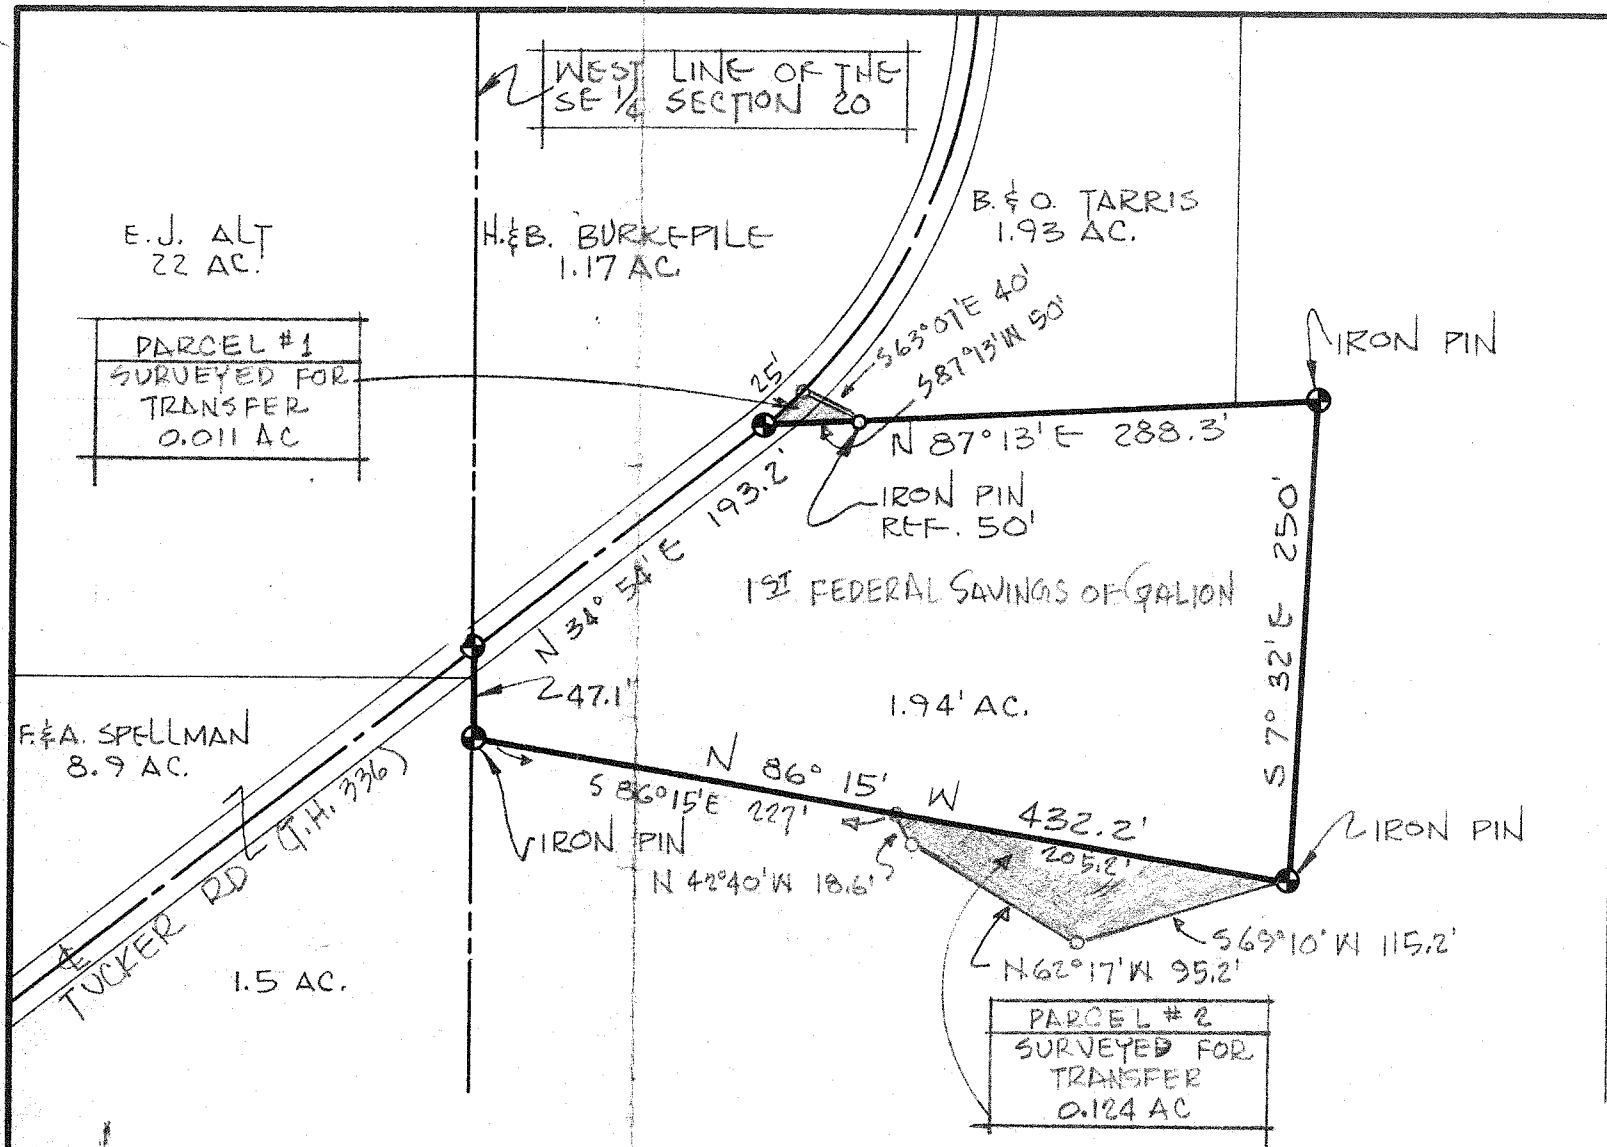 WEST LINE OF THE
SE 1/4 SECTION 20
B. & O. TARRIS
1.93 AC.
E.J. ALT
22 AC.
H.&B. BURKEPILE
1.17 AC.
PARCEL #1
SURVEYED FOR
TRANSFER
0.011 AC
25'
S63°07'E 40'
S87°13'W 50'
IRON PIN
N 87°13'E 288.3'
IRON PIN
REF. 50'
N 34° 54' E 193.2'
1ST FEDERAL SAVINGS OF GALION
S 7° 32' E 250'
47.1'
1.94' AC.
F.&A. SPELLMAN
8.9 AC.
N 86° 15' W 432.2'
S 86°15'E 227'
205.2'
IRON PIN
IRON PIN
N 42°40'W 18.6'
TUCKER RD (T.H. 336)
S69°10'W 115.2'
N.62°17'W 95.2'
1.5 AC.
PARCEL # 2
SURVEYED FOR
TRANSFER
0.124 AC